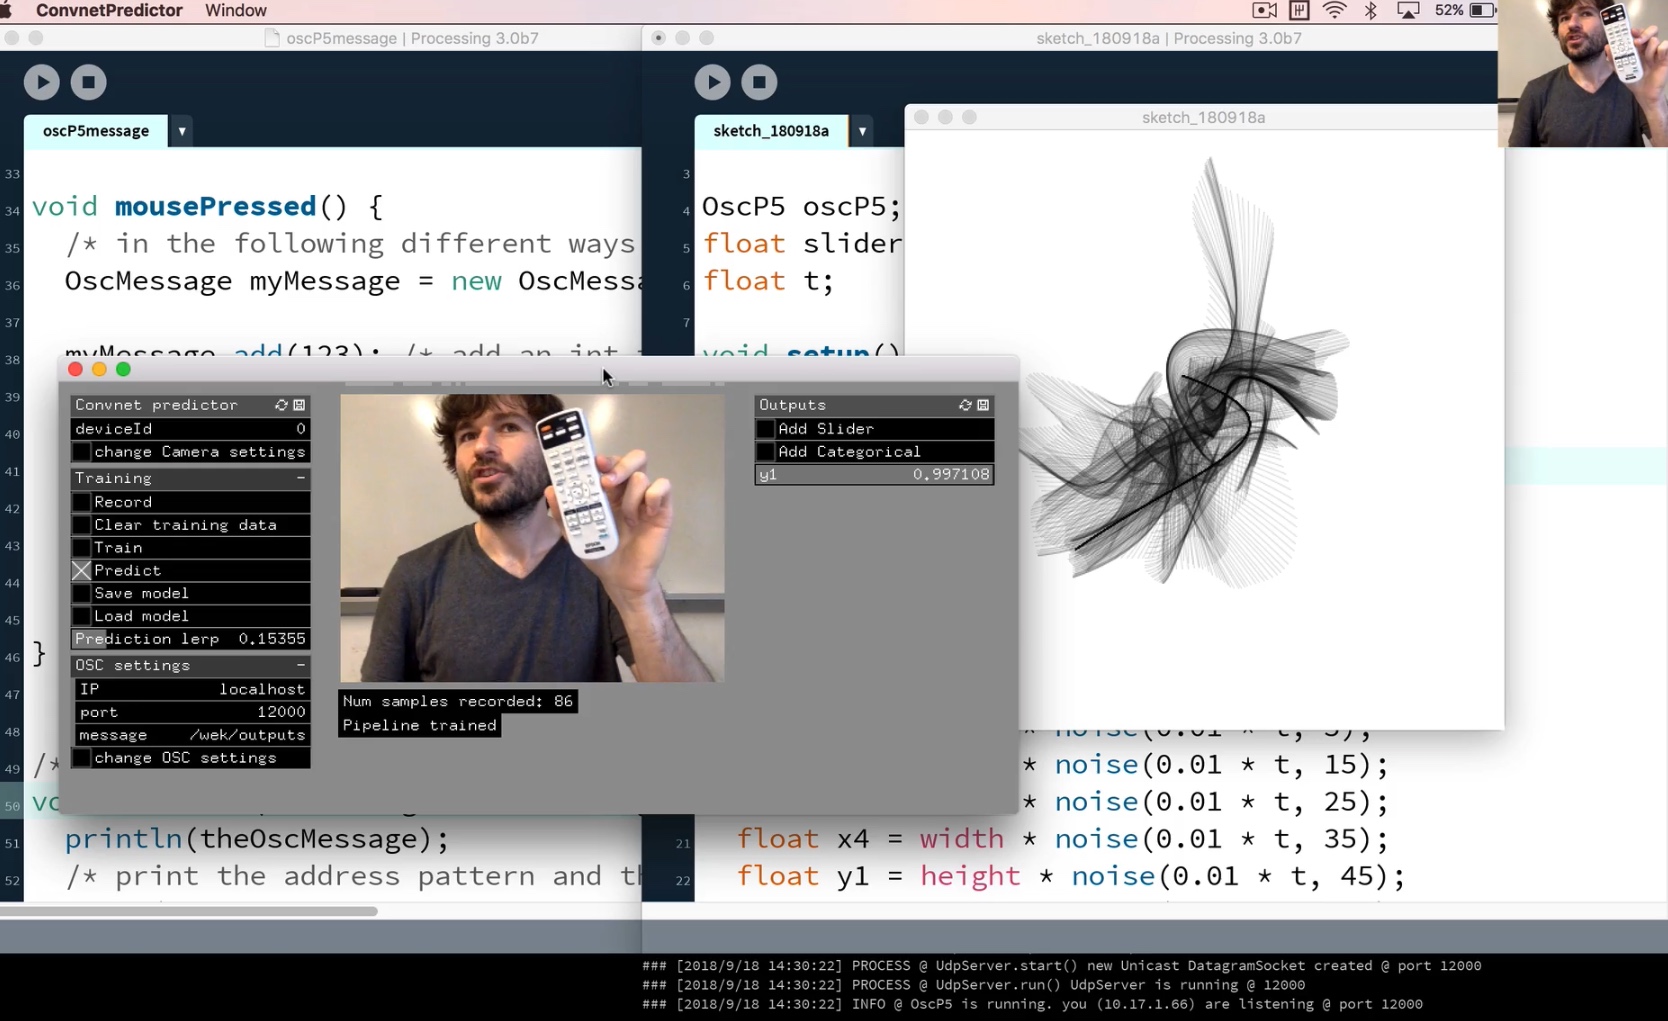 ConvnetPredictor Window
52%
oscP5message | Processing 3.0b7
oscP5message
33
34 void mousePressed() {
35 /* in the following different ways
36 OscMessage myMessage = new
37
38
39
40
41
42
43
44
45
46 }
47
48
49 /*
50
51 println(theOscMessage);
52 /* print the address pattern and
sketch_180918a | Processing 3.0b7
sketch_180918a
3
4 OscP5 oscP5;
5 float slider
6 float t;
7
void setup()
sketch_180918a
* noise(0.01 * t, 5);
* noise(0.01 * t, 15);
* noise(0.01 * t, 25);
21 float x4 = width * noise(0.01 * t, 35);
22 float y1 = height * noise(0.01 * t, 45);
Convnet predictor
deviceId 0
change Camera settings
Training -
Record
Clear training data
Train
Predict
Save model
Load model
Prediction lerp 0.15355
OSC settings -
IP localhost
port 12000
message /wek/outputs
change OSC settings
Num samples recorded: 86
Pipeline trained
Outputs
Add Slider
Add Categorical
y1 0.997108
### [2018/9/18 14:30:22] PROCESS @ UdpServer.start() new Unicast DatagramSocket created @ port 12000
### [2018/9/18 14:30:22] PROCESS @ UdpServer.run() UdpServer is running @ 12000
### [2018/9/18 14:30:22] INFO @ OscP5 is running. you (10.17.1.66) are listening @ port 12000